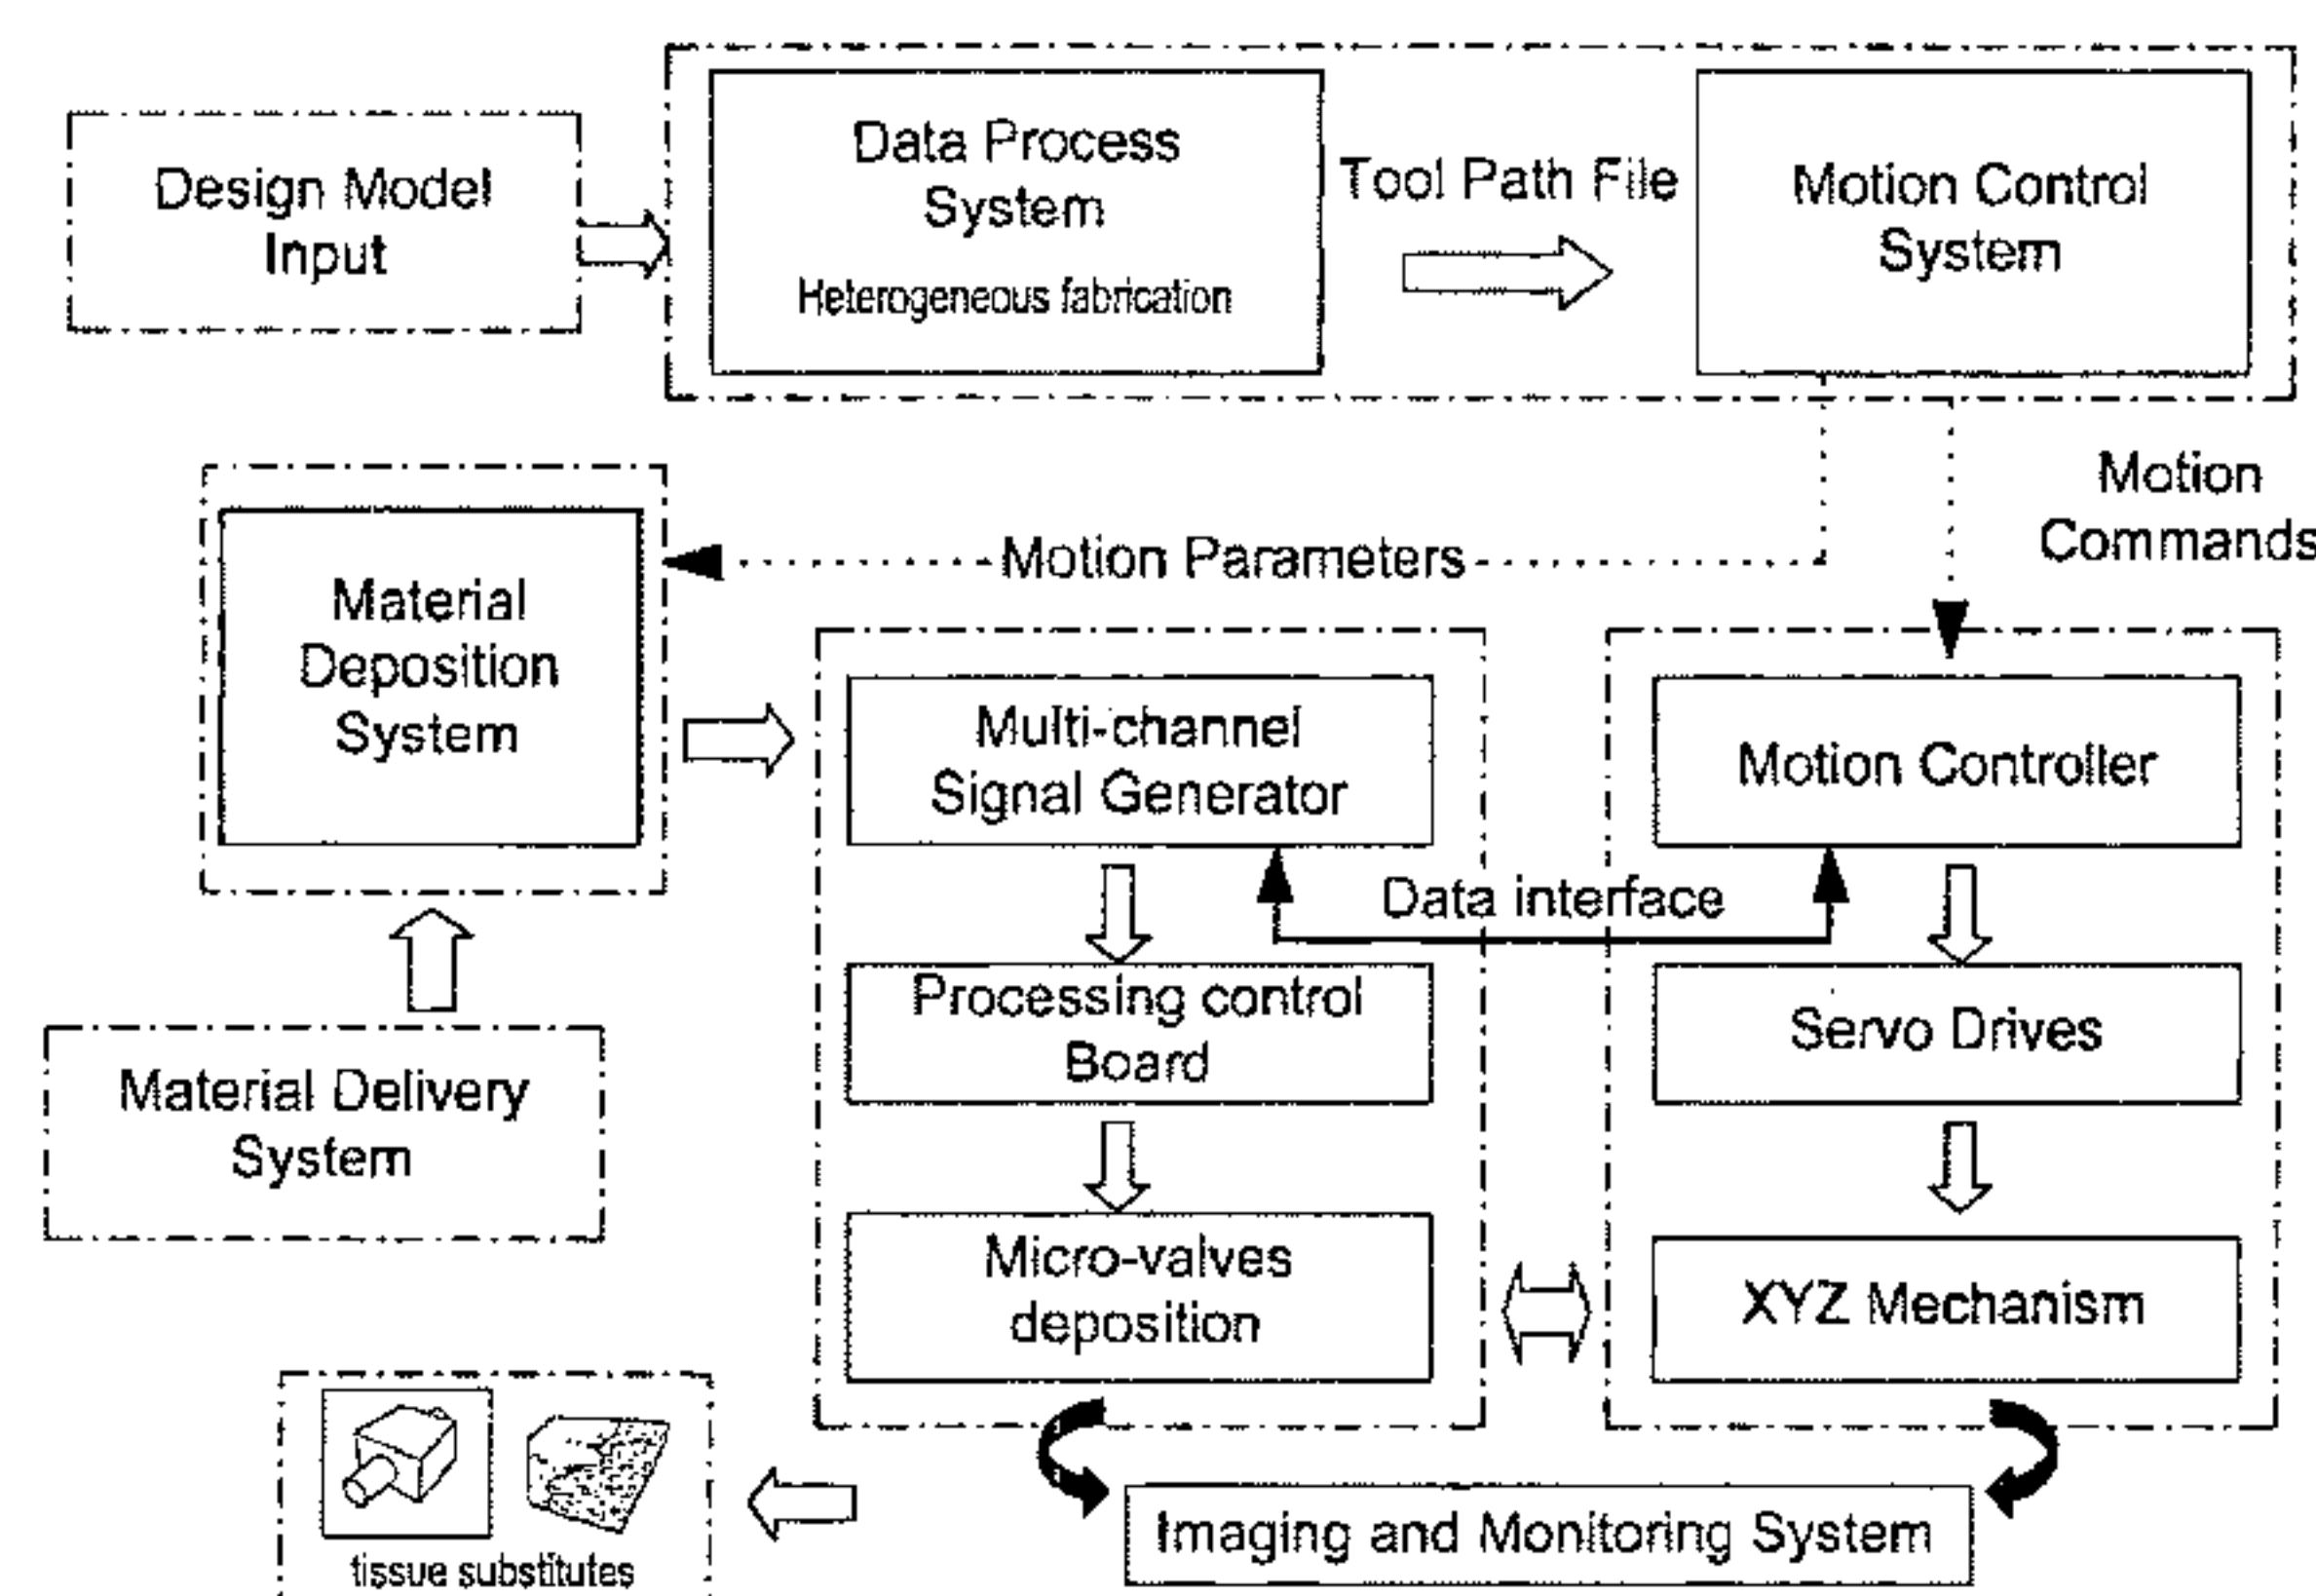 Design Model
Input
Data Process
System
Heterogeneous fabrication
Tool Path File
Motion Control
System
Motion
Commands
Motion Parameters
Material
Deposition
System
Multi-channel
Signal Generator
Motion Controller
Data interface
Processing control
Board
Servo Drives
Material Delivery
System
Micro-valves
deposition
XYZ Mechanism
Imaging and Monitoring System
tissue substitutes